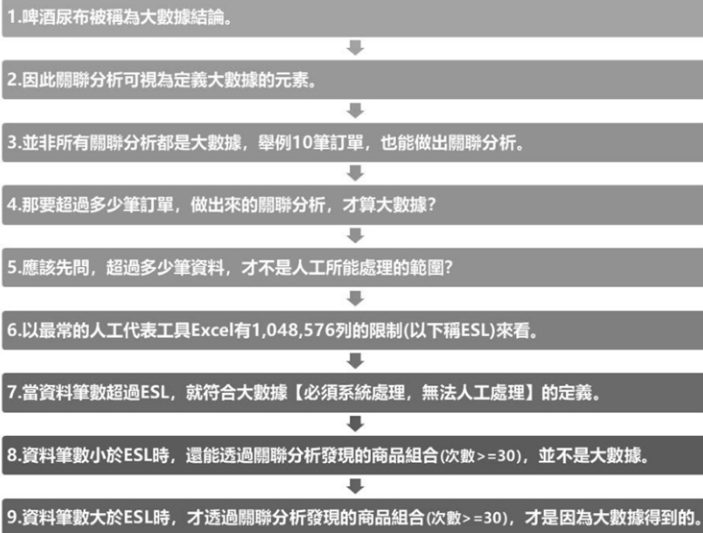 1.啤酒尿布被稱為大數據結論。
2.因此關聯分析可視為定義大數據的元素。
3.並非所有關聯分析都是大數據，舉例10筆訂單，也能做出關聯分析。
4.那要超過多少筆訂單，做出來的關聯分析，才算大數據?
5.應該先問，超過多少筆資料，才不是人工所能處理的範圍?
6.以最常的人工代表工具Excel有1,048,576列的限制(以下稱ESL)來看。
7.當資料筆數超過ESL，就符合大數據【必須系統處理，無法人工處理】的定義。
8.資料筆數小於ESL時，還能透過關聯分析發現的商品組合(次數>=30)，並不是大數據。
9.資料筆數大於ESL時，才透過關聯分析發現的商品組合(次數>=30)，才是因為大數據得到的。